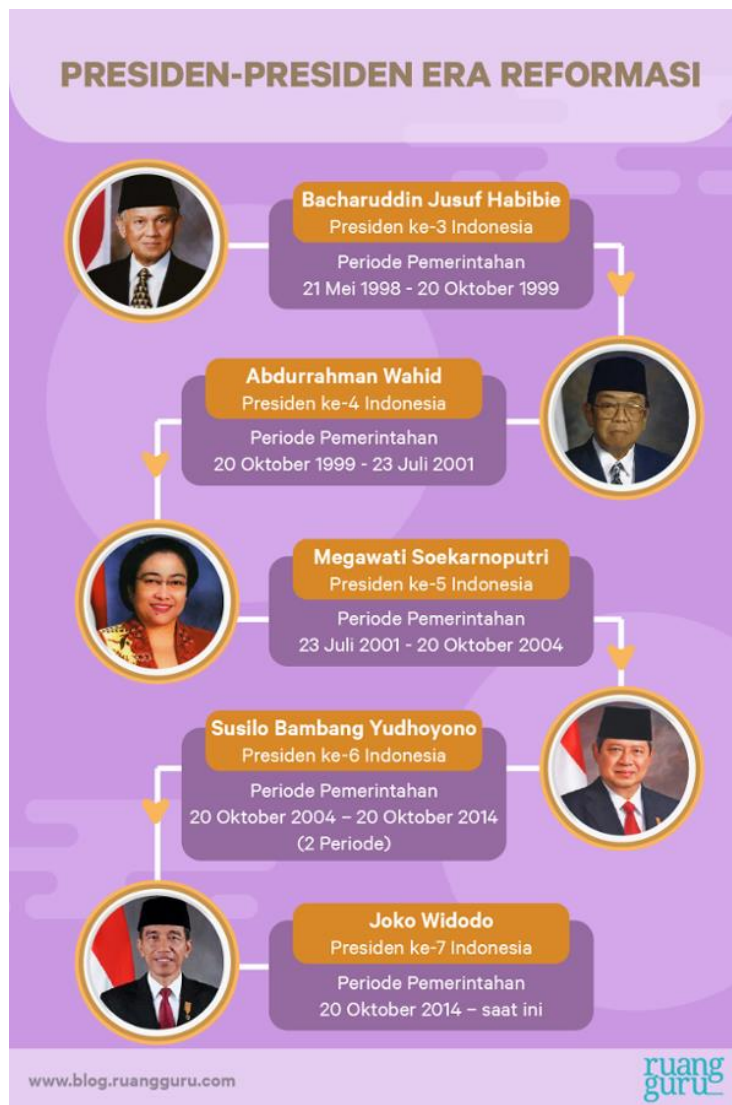 PRESIDEN-PRESIDEN ERA REFORMASI
Bacharuddin Jusuf Habibie
Presiden ke-3 Indonesia
Periode Pemerintahan
21 Mei 1998 - 20 Oktober 1999
Abdurrahman Wahid
Presiden ke-4 Indonesia
Periode Pemerintahan
20 Oktober 1999 - 23 Juli 2001
Megawati Soekarnoputri
Presiden ke-5 Indonesia
Periode Pemerintahan
23 Juli 2001 - 20 Oktober 2004
Susilo Bambang Yudhoyono
Presiden ke-6 Indonesia
Periode Pemerintahan
20 Oktober 2004 – 20 Oktober 2014
(2 Periode)
Joko Widodo
Presiden ke-7 Indonesia
Periode Pemerintahan
20 Oktober 2014 – saat ini
www.blog.ruangguru.com
ruang
guru